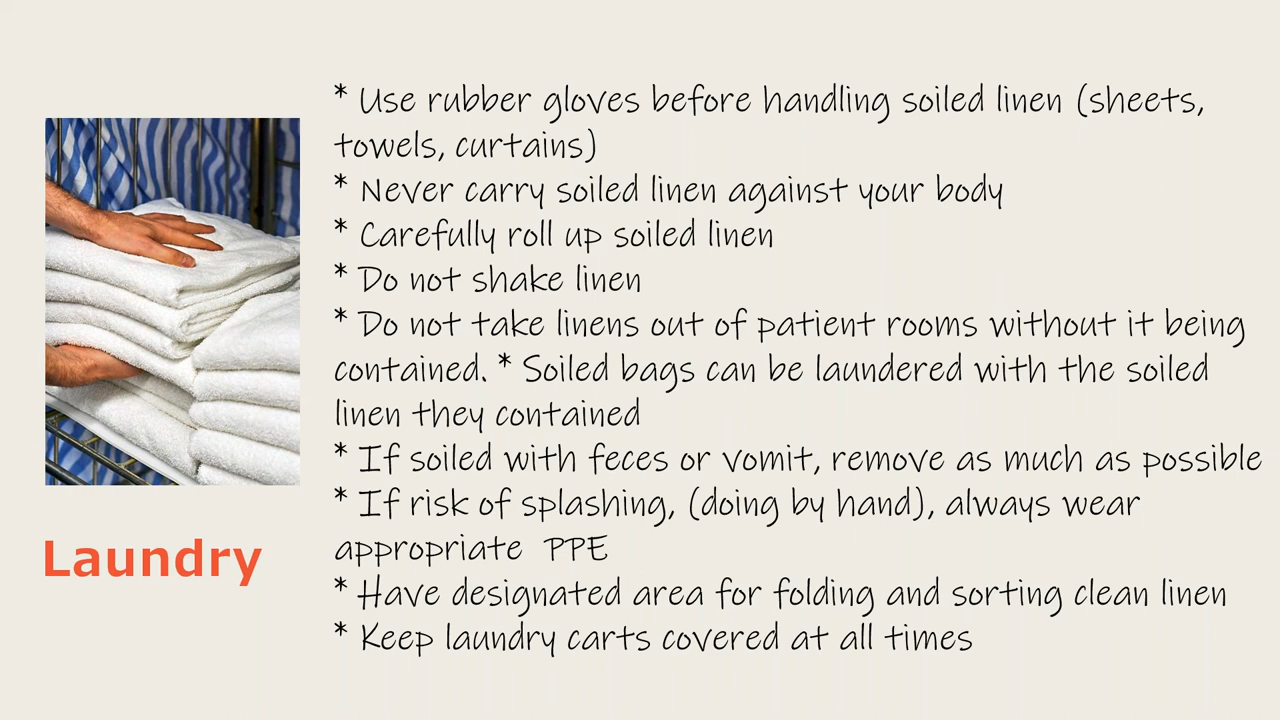 * Use rubber gloves before handling soiled linen (sheets,
towels, curtains)
* Never carry soiled linen against your body
* Carefully roll up soiled linen
* Do not shake linen
* Do not take linens out of patient rooms without it being
contained. * Soiled bags can be laundered with the soiled
linen they contained
* If soiled with feces or vomit, remove as much as possible
* If risk of splashing, (doing by hand), always wear
appropriate  PPE
* Have designated area for folding and sorting clean linen
* Keep laundry carts covered at all times
Laundry